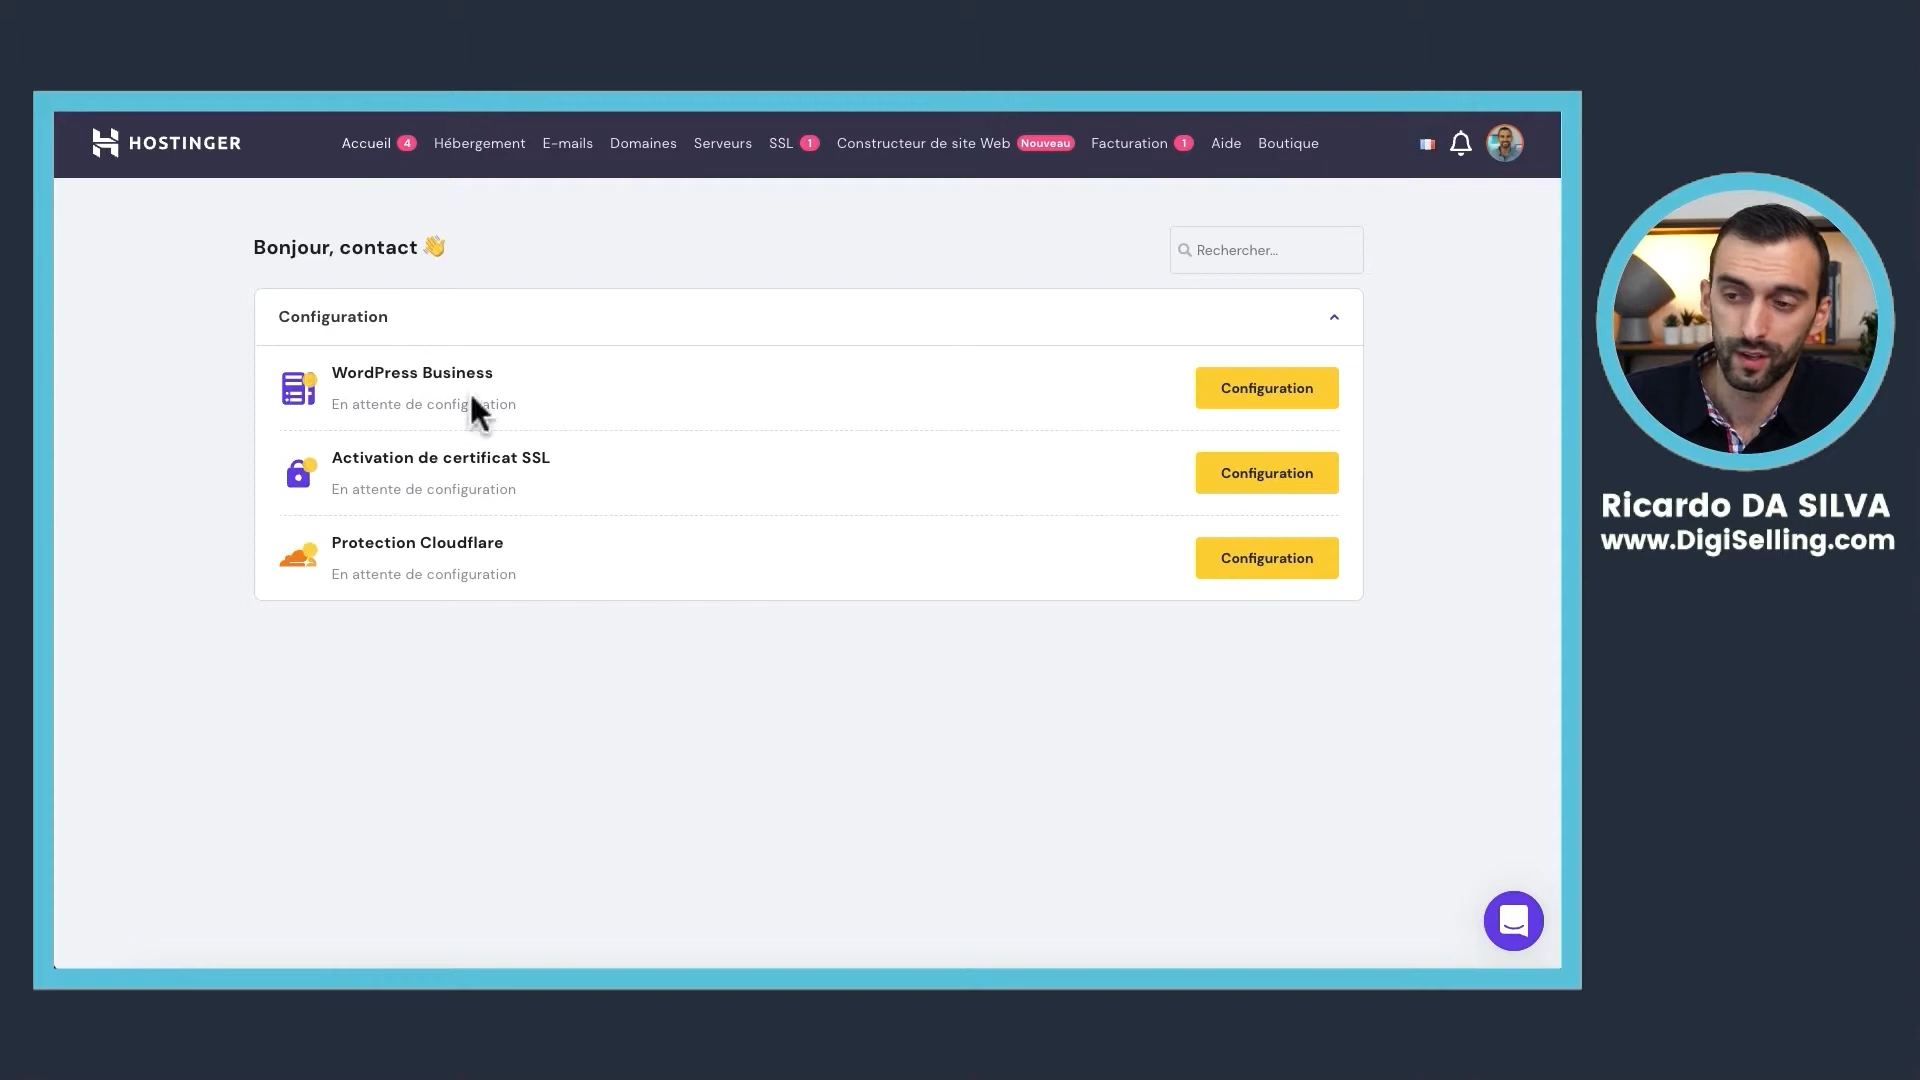 HOSTINGER
Accueil 4 Hébergement E-mails Domaines Serveurs SSL 1 Constructeur de site Web Nouveau Facturation 1 Aide Boutique
Bonjour, contact 👋
Rechercher...
Configuration
WordPress Business
En attente de configuration
Configuration
Activation de certificat SSL
En attente de configuration
Configuration
Protection Cloudflare
En attente de configuration
Configuration
Ricardo DA SILVA
www.DigiSelling.com